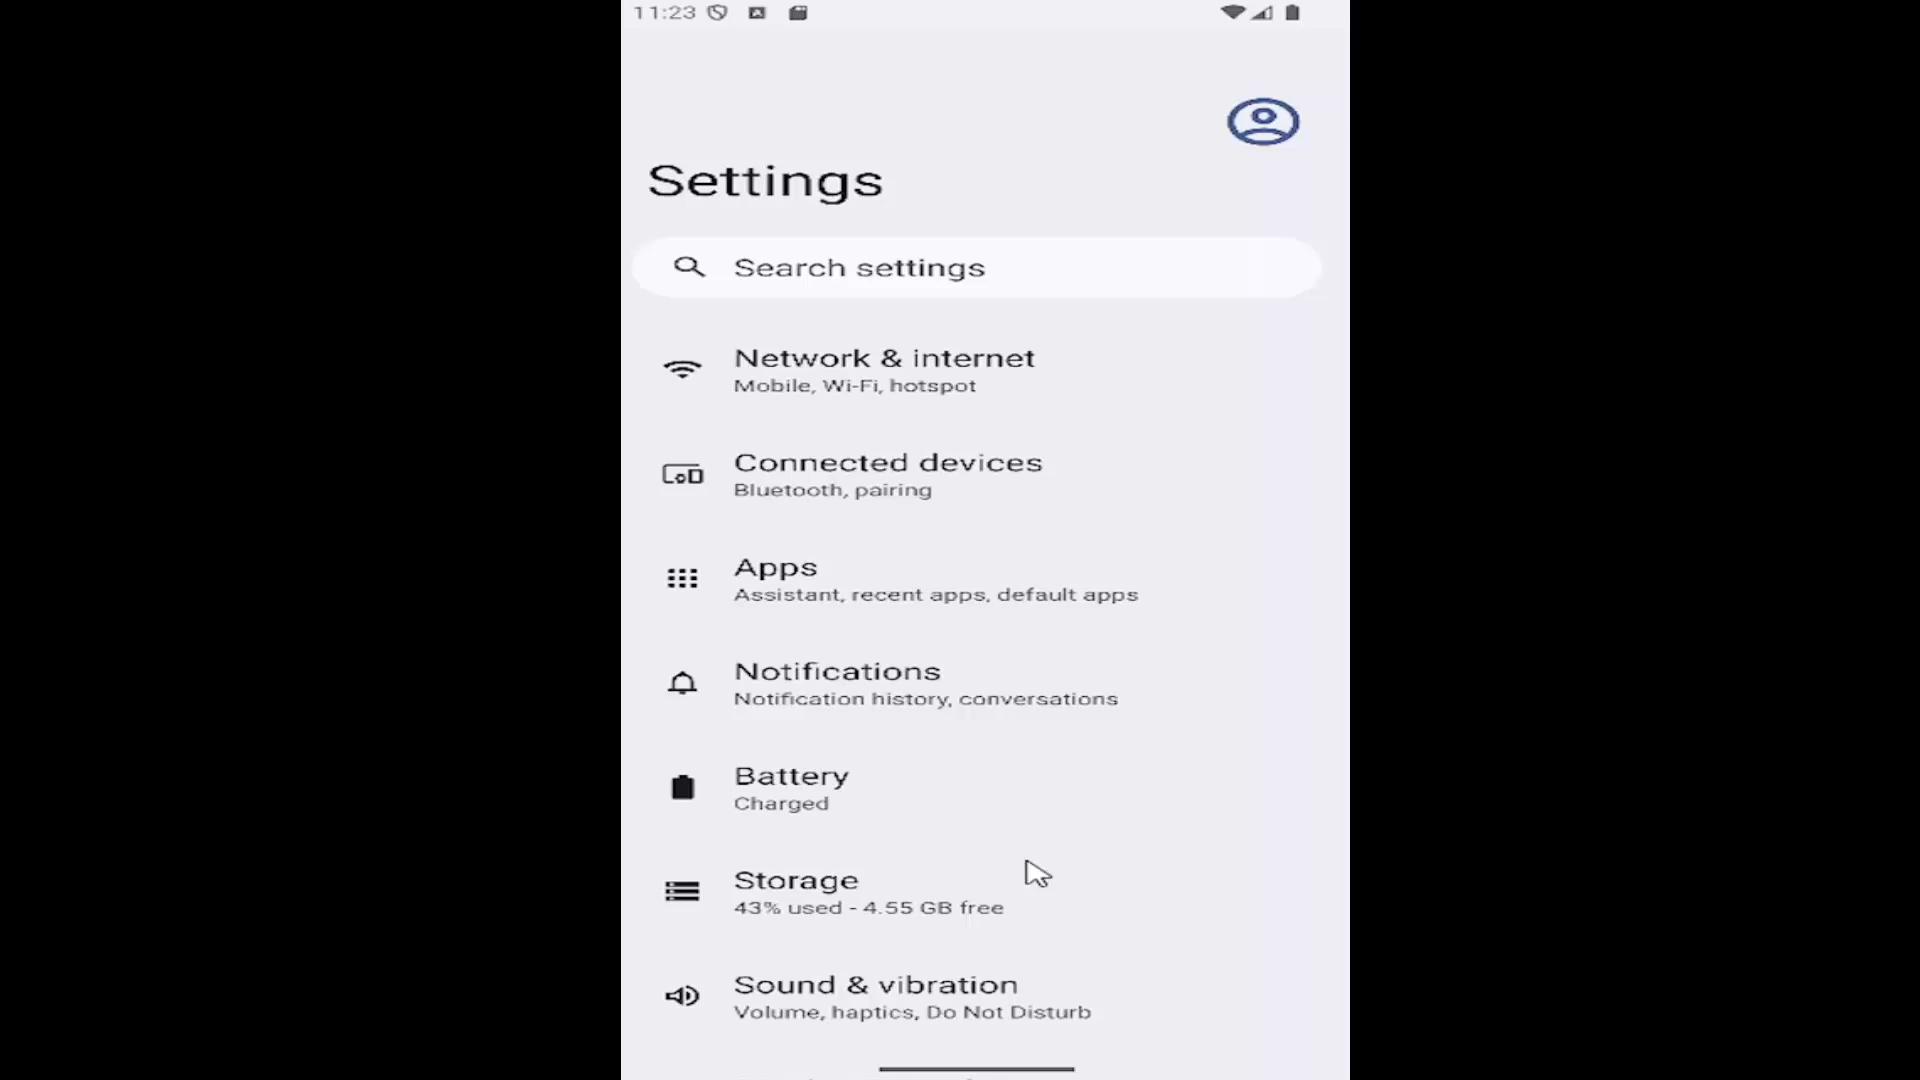 11:23
Settings
Search settings
Network & internet
Mobile, Wi-Fi, hotspot
Connected devices
Bluetooth, pairing
Apps
Assistant, recent apps, default apps
Notifications
Notification history, conversations
Battery
Charged
Storage
43% used - 4.55 GB free
Sound & vibration
Volume, haptics, Do Not Disturb